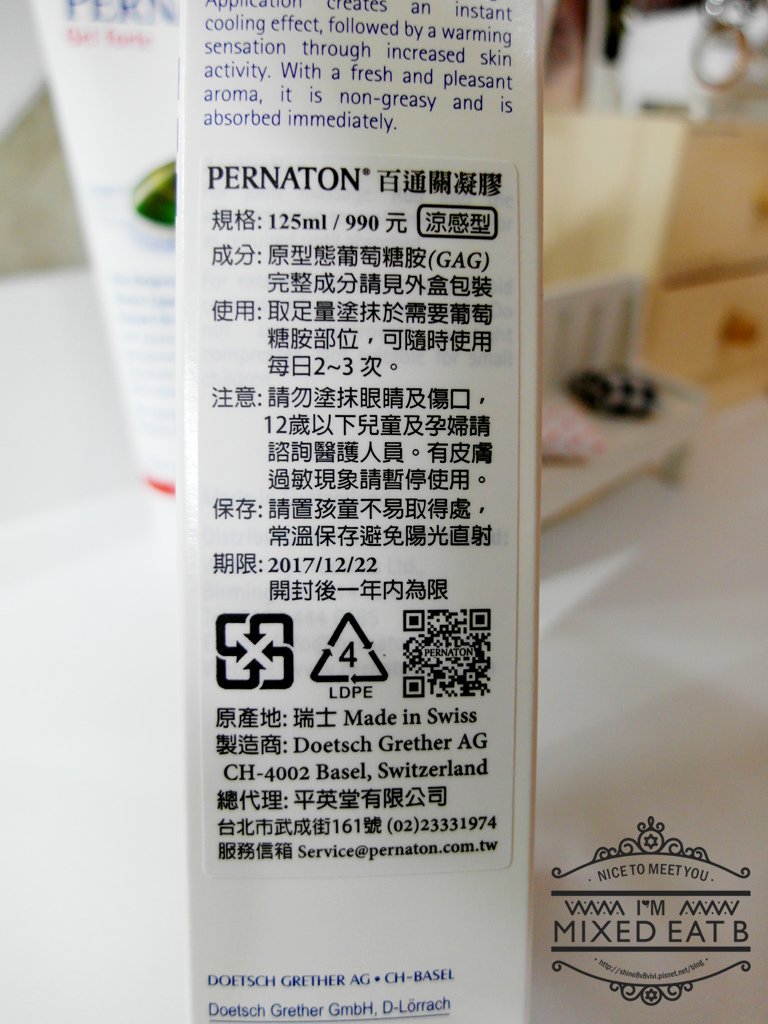 PERN
Gel forte
Application creates an instant
cooling effect, followed by a warming
sensation through increased skin
activity. With a fresh and pleasant
aroma, it is non-greasy and is
absorbed immediately.
PERNATON® 百通關凝膠
規格: 125ml / 990 元 涼感型
成分: 原型態葡萄糖胺(GAG)
完整成分請見外盒包裝
使用: 取足量塗抹於需要葡萄
糖胺部位，可隨時使用
每日2~3 次。
注意: 請勿塗抹眼睛及傷口，
12歲以下兒童及孕婦請
諮詢醫護人員。有皮膚
過敏現象請暫停使用。
保存: 請置孩童不易取得處，
常溫保存避免陽光直射
期限: 2017/12/22
開封後一年內為限
4
LDPE
PERNATON
原產地: 瑞士 Made in Swiss
製造商: Doetsch Grether AG
CH-4002 Basel, Switzerland
總代理: 平英堂有限公司
台北市武成街161號 (02)23331974
服務信箱 Service@pernaton.com.tw
DOETSCH GRETHER AG • CH-BASEL
Doetsch Grether GmbH, D-Lörrach
· NICE TO MEET YOU ·
I♥M
MIXED EAT B
· http://shine8v8vivi.pixnet.net/blog ·